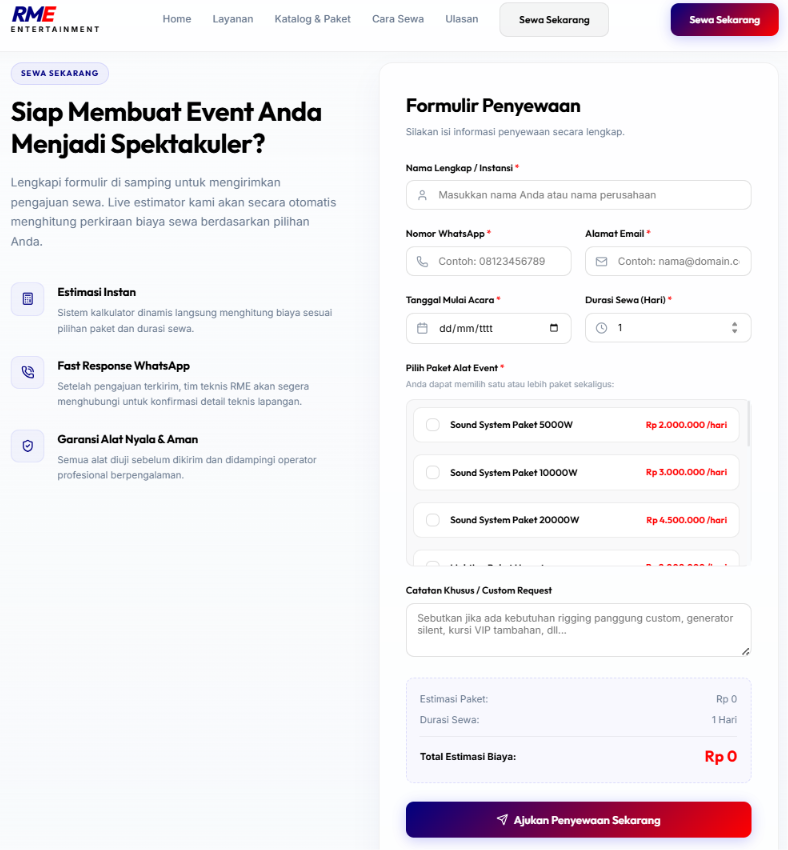 RME
ENTERTAINMENT
Home
Layanan
Katalog & Paket
Cara Sewa
Ulasan
Sewa Sekarang
Sewa Sekarang
SEWA SEKARANG
Siap Membuat Event Anda
Menjadi Spektakuler?
Lengkapi formulir di samping untuk mengirimkan
pengajuan sewa. Live estimator kami akan secara otomatis
menghitung perkiraan biaya sewa berdasarkan pilihan
Anda.
Estimasi Instan
Sistem kalkulator dinamis langsung menghitung biaya sesuai
pilihan paket dan durasi sewa.
Fast Response WhatsApp
Setelah pengajuan terkirim, tim teknis RME akan segera
menghubungi untuk konfirmasi detail teknis lapangan.
Garansi Alat Nyala & Aman
Semua alat diuji sebelum dikirim dan didampingi operator
profesional berpengalaman.
Formulir Penyewaan
Silakan isi informasi penyewaan secara lengkap.
Nama Lengkap / Instansi *
Masukkan nama Anda atau nama perusahaan
Nomor WhatsApp *
Contoh: 08123456789
Alamat Email *
Contoh: nama@domain.c
Tanggal Mulai Acara *
dd/mm/tttt
Durasi Sewa (Hari) *
1
Pilih Paket Alat Event *
Anda dapat memilih satu atau lebih paket sekaligus:
Sound System Paket 5000W
Rp 2.000.000 /hari
Sound System Paket 10000W
Rp 3.000.000 /hari
Sound System Paket 20000W
Rp 4.500.000 /hari
Catatan Khusus / Custom Request
Sebutkan jika ada kebutuhan rigging panggung custom, generator
silent, kursi VIP tambahan, dll...
Estimasi Paket:
Rp 0
Durasi Sewa:
1 Hari
Total Estimasi Biaya:
Rp 0
Ajukan Penyewaan Sekarang